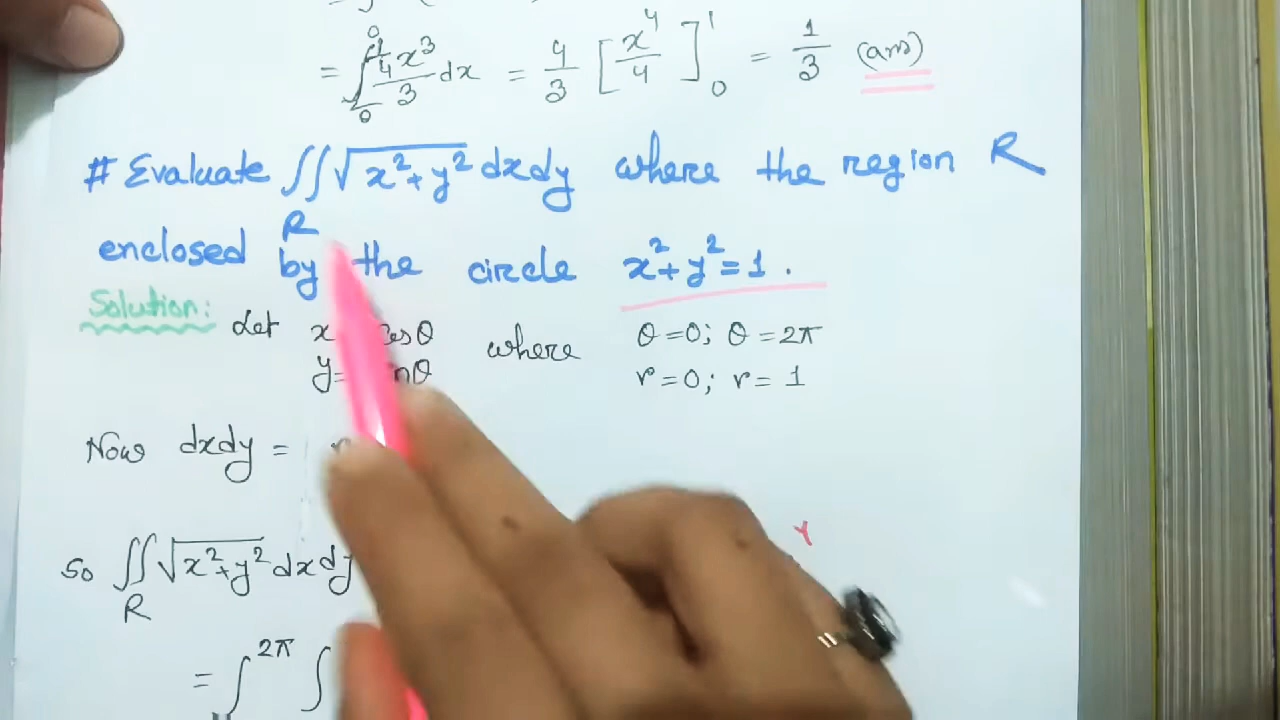 = ∫ 4x³/3 dx = 4/3 [x⁴/4]₀¹ = 1/3 (ans)
# Evaluate ∬_R √x²+y² dxdy where the region R
enclosed by the circle x²+y²=1.
Solution: Let x cosθ where θ=0; θ=2π
y= nθ r=0; r=1
Now dxdy =
So ∬_R √x²+y² dxdy
= ∫ 2π ∫
Y